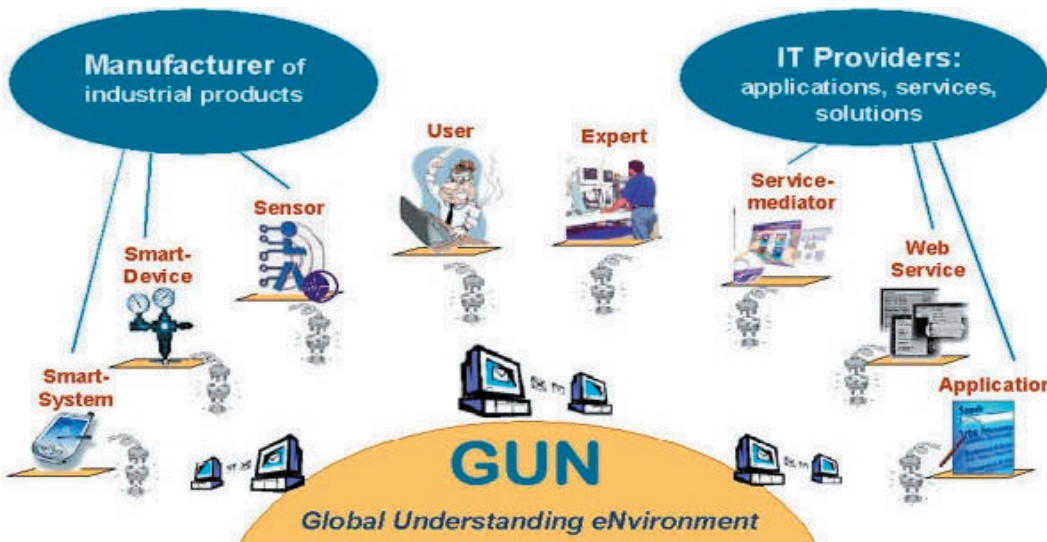 Manufacturer of
industrial products
IT Providers:
applications, services,
solutions
User
Expert
Sensor
Service-
mediator
Smart-
Device
Web
Service
Smart-
System
Application
GUN
Global Understanding eNvironment